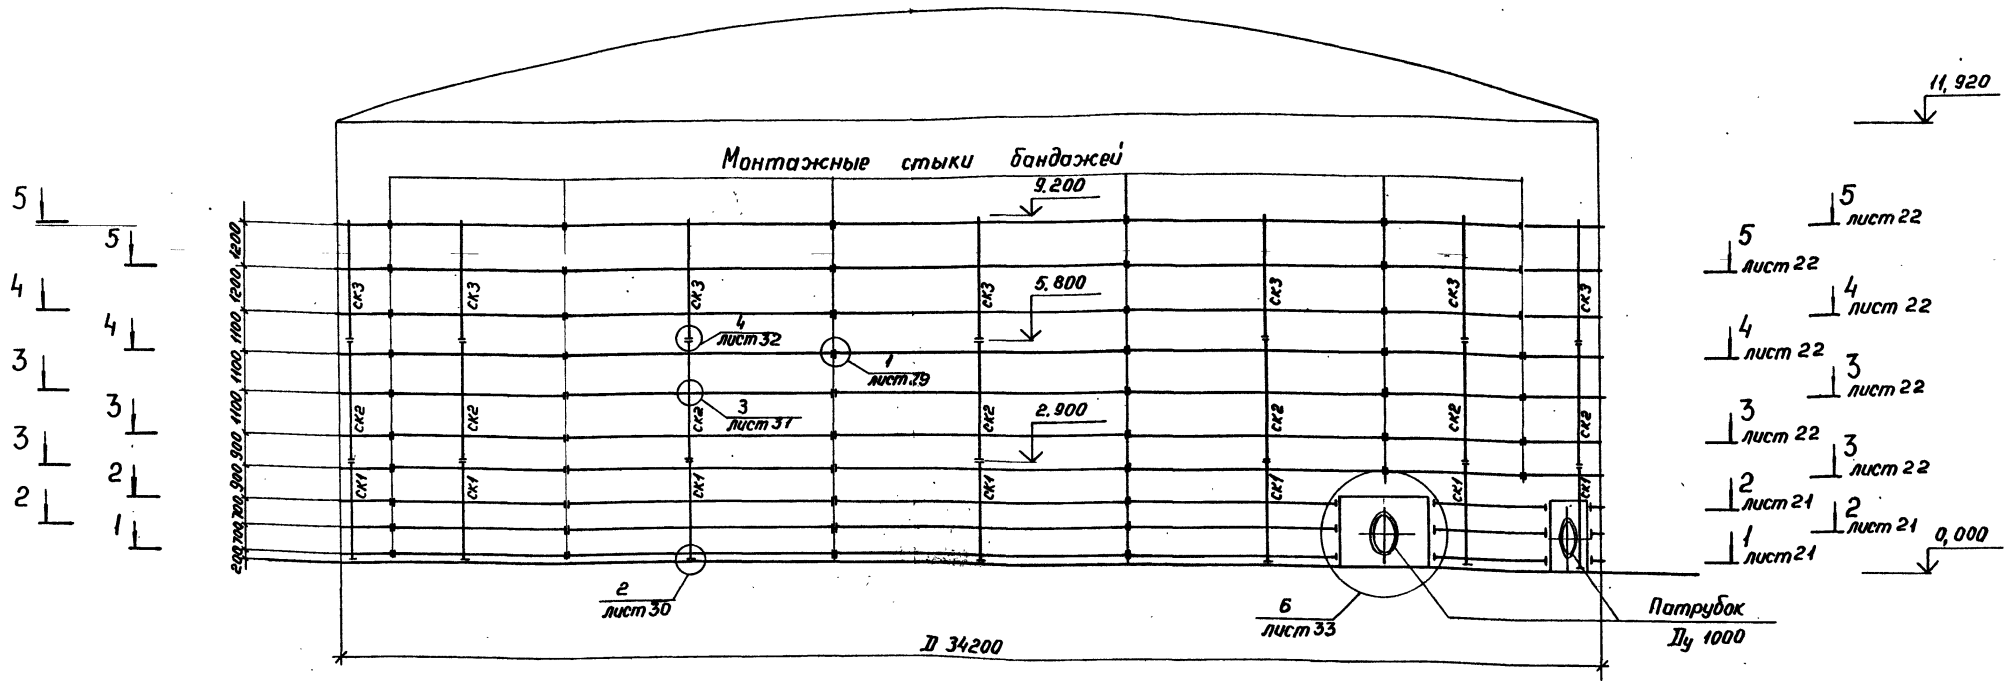 11,920
Монтажные стыки бандажей
9.200
5
5
4
4
3
3
3
2
2
1
1200
1200
1100
1100
1100
900
900
700
700
200
5
лист 22
5
лист 22
4
лист 22
4
лист 22
3
лист 22
3
лист 22
3
лист 22
2
лист 21
2
лист 21
1
лист 21
СК3
СК3
СК3
СК3
СК3
СК3
СК3
5.800
4
лист 32
1
лист 29
3
лист 31
СК2
СК2
СК2
СК2
СК2
СК2
СК2
2.900
СК1
СК1
СК1
СК1
СК1
СК1
СК1
0,000
2
лист 30
6
лист 33
Патрубок
Ду 1000
D 34200